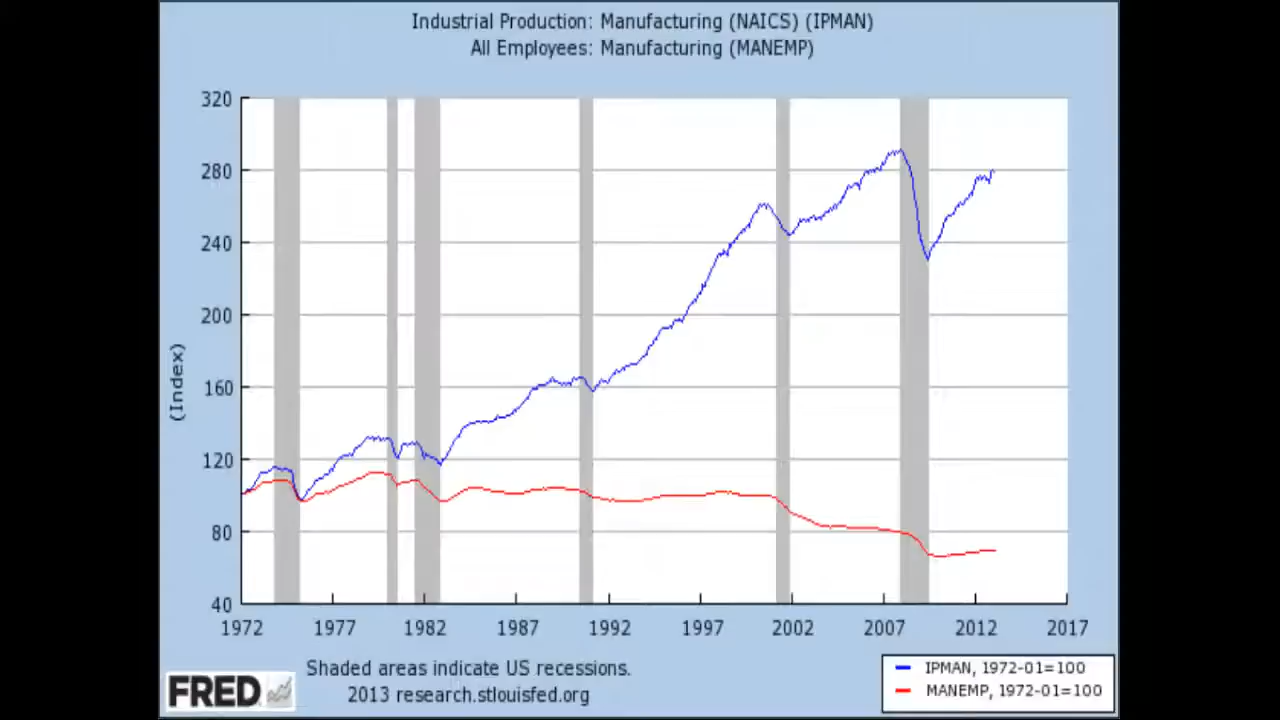 Industrial Production: Manufacturing (NAICS) (IPMAN)
All Employees: Manufacturing (MANEMP)
320
280
240
200
160
120
80
40
(Index)
1972 1977 1982 1987 1992 1997 2002 2007 2012 2017
Shaded areas indicate US recessions.
2013 research.stlouisfed.org
FRED
IPMAN, 1972-01=100
MANEMP, 1972-01=100